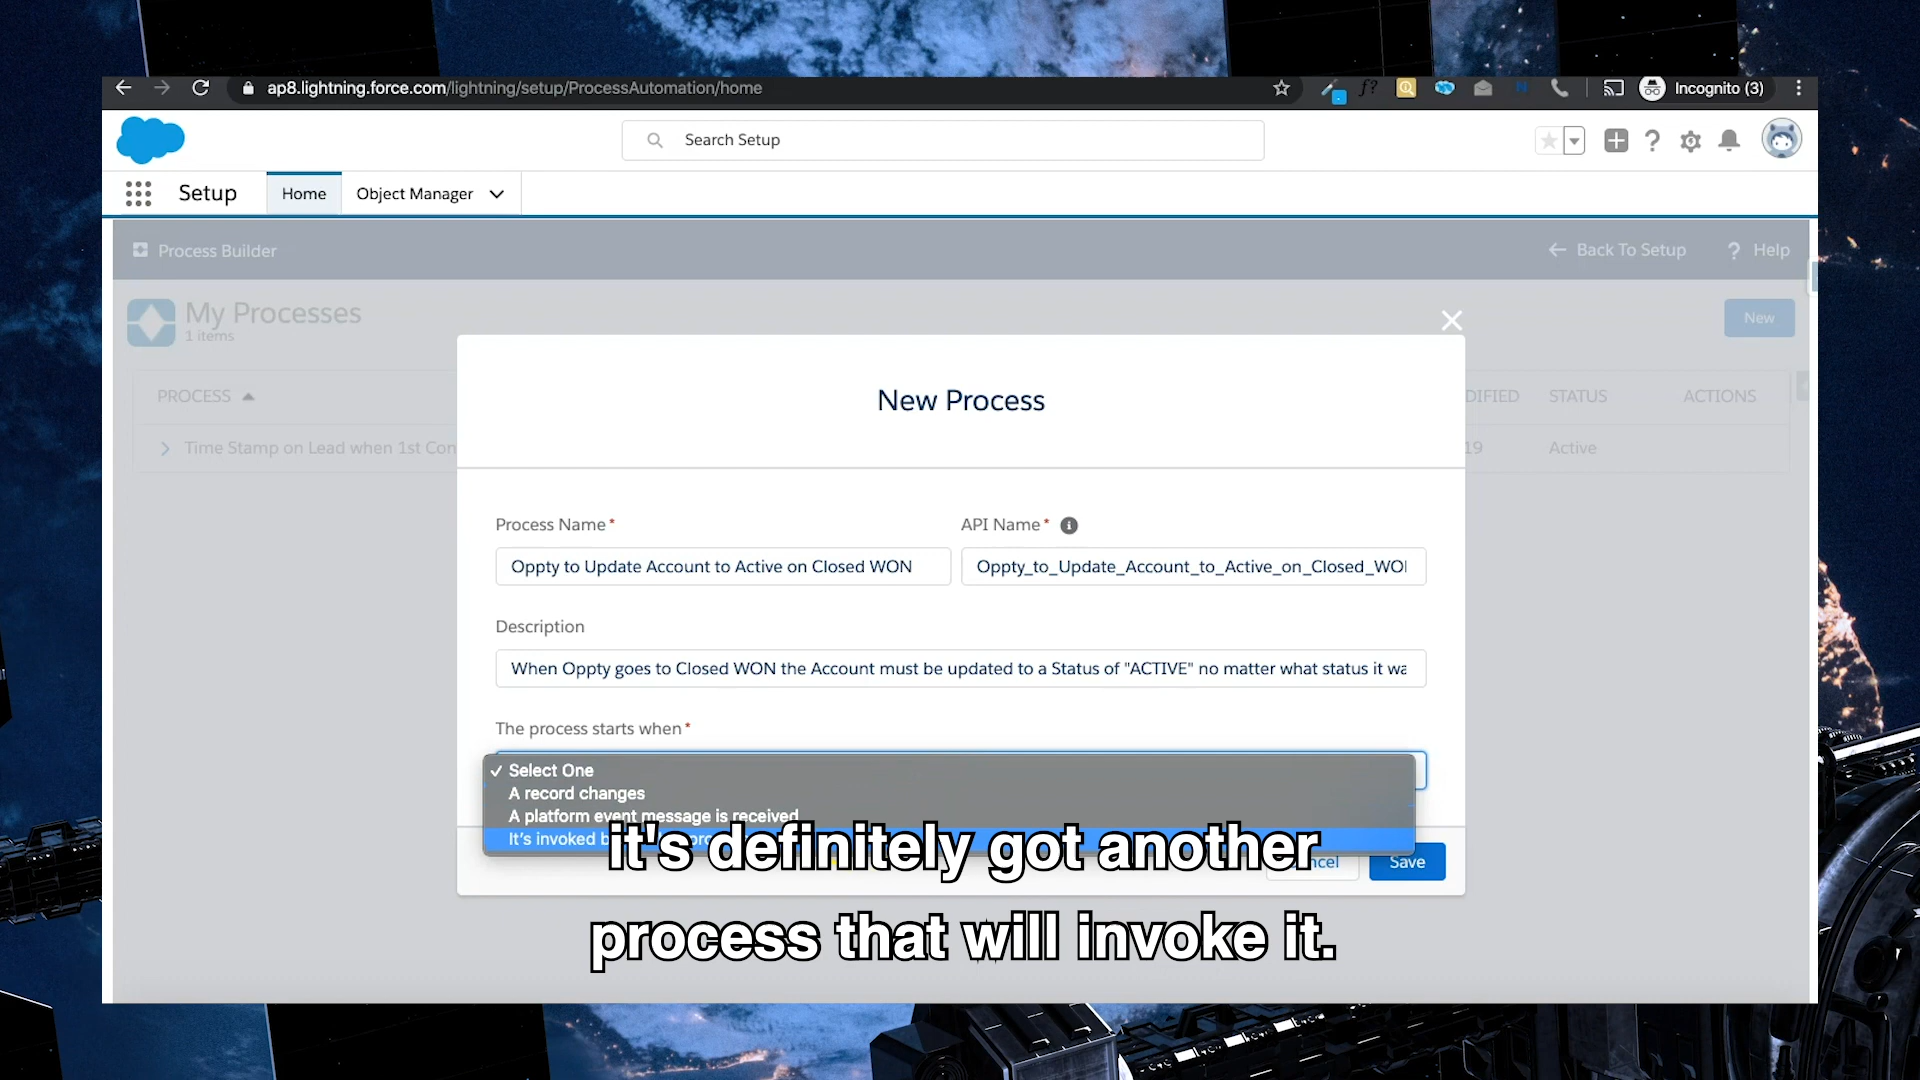 ap8.lightning.force.com/lightning/setup/ProcessAutomation/home
f?
Incognito (3)
Search Setup
Setup
Home
Object Manager
Process Builder
Back To Setup
? Help
My Processes
1 items
New
New Process
PROCESS
DIFIED
STATUS
ACTIONS
Time Stamp on Lead when 1st Con
19
Active
Process Name*
API Name*
Oppty to Update Account to Active on Closed WON
Oppty_to_Update_Account_to_Active_on_Closed_WO
Description
When Oppty goes to Closed WON the Account must be updated to a Status of "ACTIVE" no matter what status it wa
The process starts when*
✓ Select One
A record changes
A platform event message is received
It's invoked
Save
it's definitely got another
process that will invoke it.